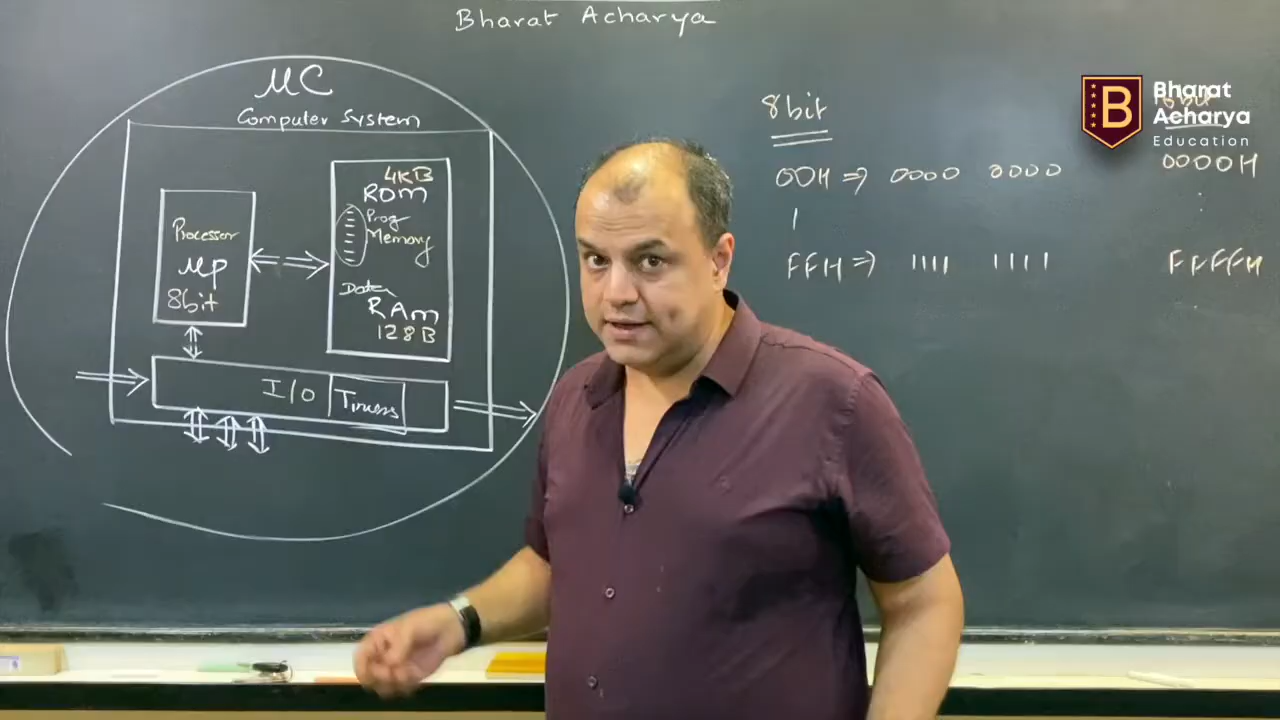 Bharat Acharya
μC
Computer System
Processor
μP
8bit
4KB
ROM
Prog
Memory
Data
RAM
128B
I/O
Timers
8bit
00H ⇒ 0000 0000
FFH ⇒ 1111 1111
0000H
FFFFH
B
Bharat
Acharya
Education